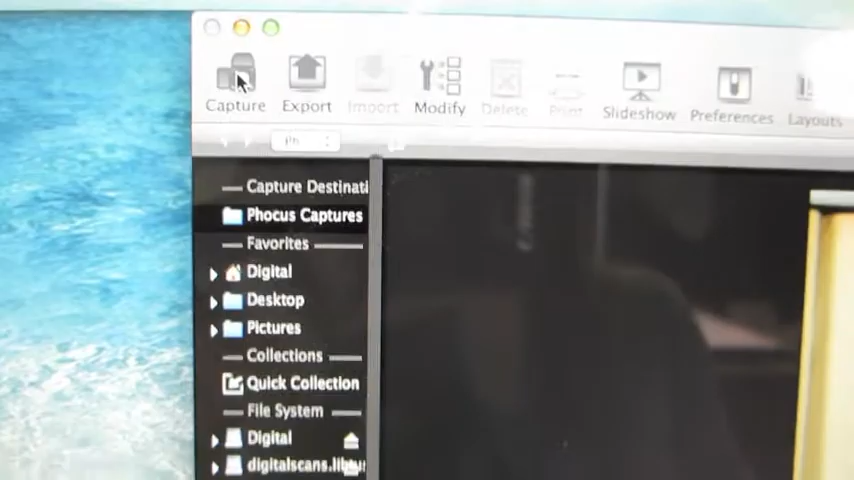 Capture Export Import Modify Delete Print Slideshow Preferences Layouts
Capture Destinati
Phocus Captures
Favorites
Digital
Desktop
Pictures
Collections
Quick Collection
File System
Digital